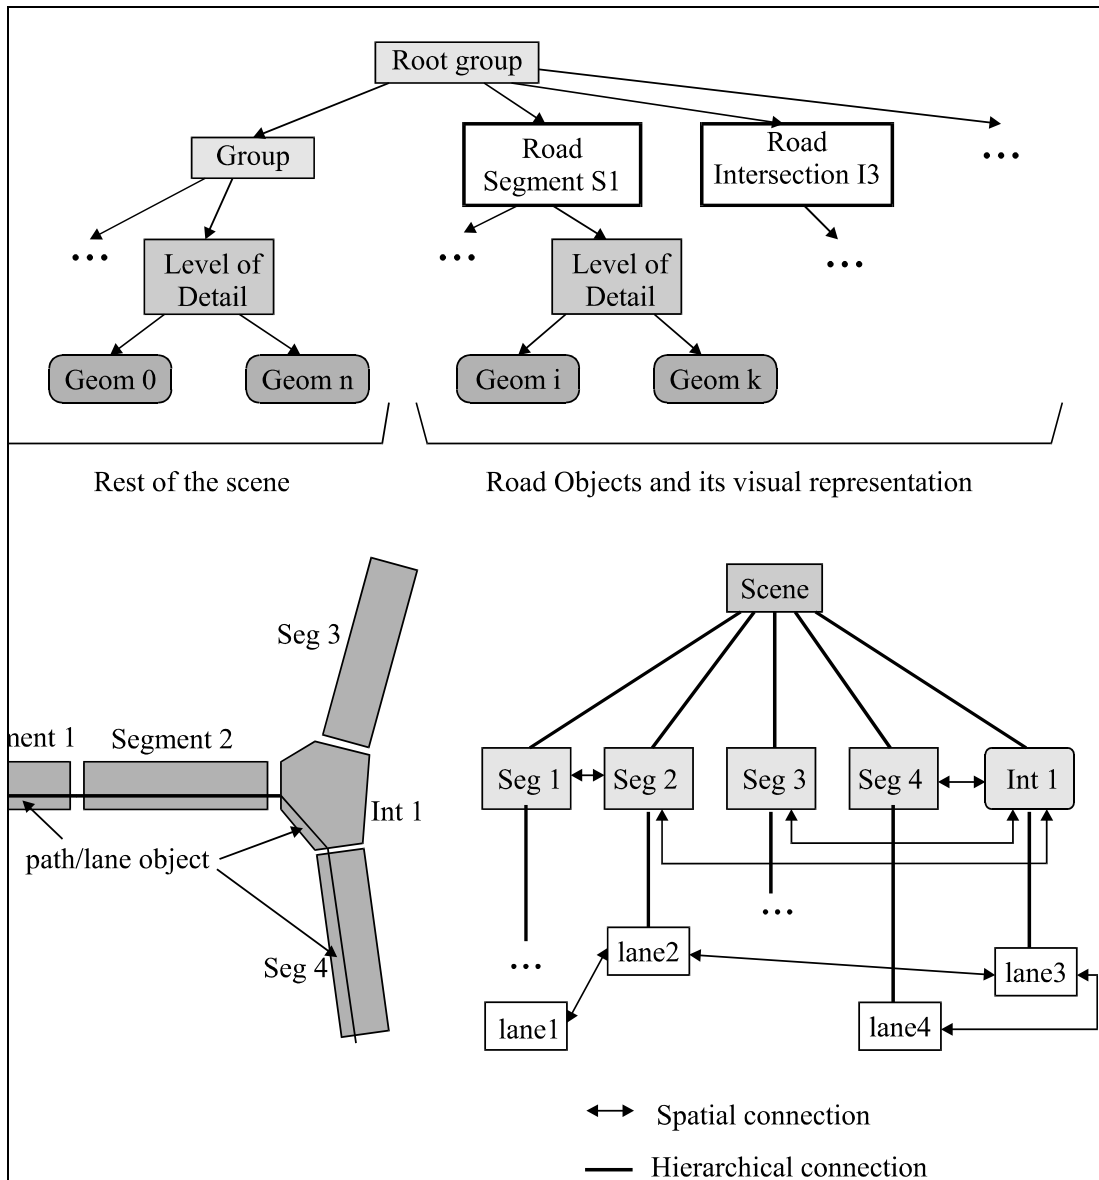 Root group
Group
Road
Segment S1
Road
Intersection I3
...
...
Level of
Detail
...
Level of
Detail
...
Geom 0
Geom n
Geom i
Geom k
Rest of the scene
Road Objects and its visual representation
Seg 3
ment 1
Segment 2
Int 1
path/lane object
Seg 4
Scene
Seg 1
Seg 2
Seg 3
Seg 4
Int 1
...
...
lane2
lane3
lane1
lane4
Spatial connection
Hierarchical connection